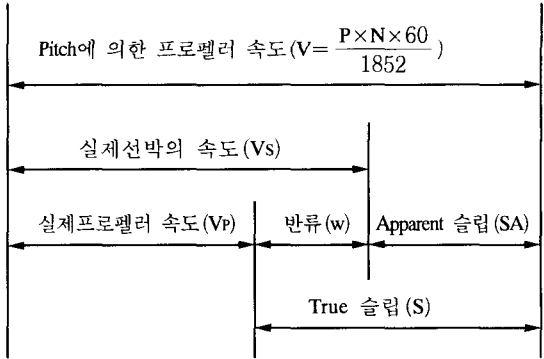 Pitch에 의한 프로펠러 속도(V=P×N×60/1852)
실제선박의 속도(Vs)
실제프로펠러 속도(VP) 반류(w) Apparent 슬립(SA)
True 슬립(S)